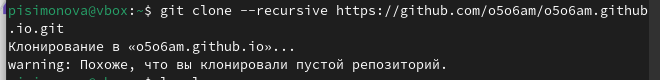 pisimonova@vbox:~$ git clone --recursive https://github.com/o5o6am/o5o6am.github
.io.git
Клонирование в «o5o6am.github.io»...
warning: Похоже, что вы клонировали пустой репозиторий.